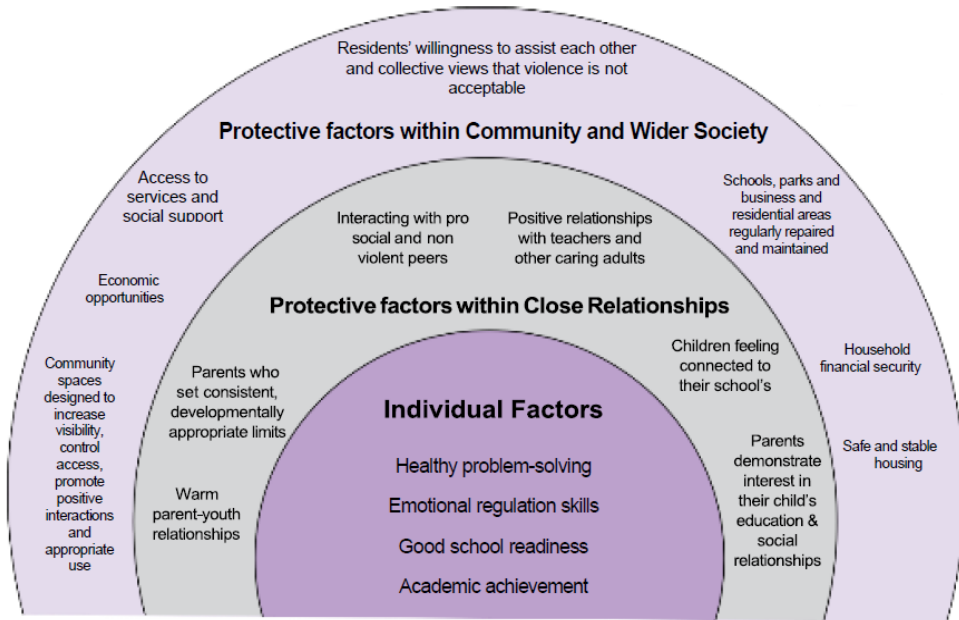 Residents' willingness to assist each other
and collective views that violence is not
acceptable
Protective factors within Community and Wider Society
Access to
services and
social support
Schools, parks and
business and
residential areas
regularly repaired
and maintained
Interacting with pro
social and non
violent peers
Positive relationships
with teachers and
other caring adults
Economic
opportunities
Protective factors within Close Relationships
Community
spaces
designed to
increase
visibility,
control
access,
promote
positive
interactions
and
appropriate
use
Parents who
set consistent,
developmentally
appropriate limits
Children feeling
connected to
their school's
Household
financial security
Individual Factors
Healthy problem-solving
Emotional regulation skills
Good school readiness
Academic achievement
Warm
parent-youth
relationships
Parents
demonstrate
interest in
their child's
education &
social
relationships
Safe and stable
housing